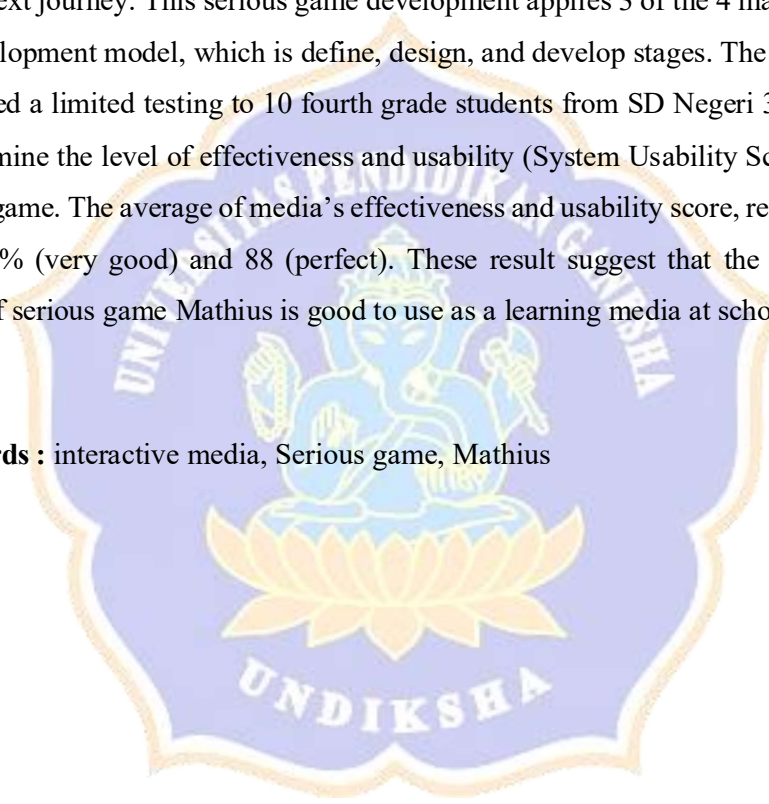 ext journey. This serious game development applies 3 of the 4 ma
elopment model, which is define, design, and develop stages. The
ed a limited testing to 10 fourth grade students from SD Negeri 3
mine the level of effectiveness and usability (System Usability Sc
game. The average of media's effectiveness and usability score, re
% (very good) and 88 (perfect). These result suggest that the
f serious game Mathius is good to use as a learning media at scho
UNIVERSITAS PENDIDIKAN GANESHA
rds : interactive media, Serious game, Mathius
UNDIKSHA